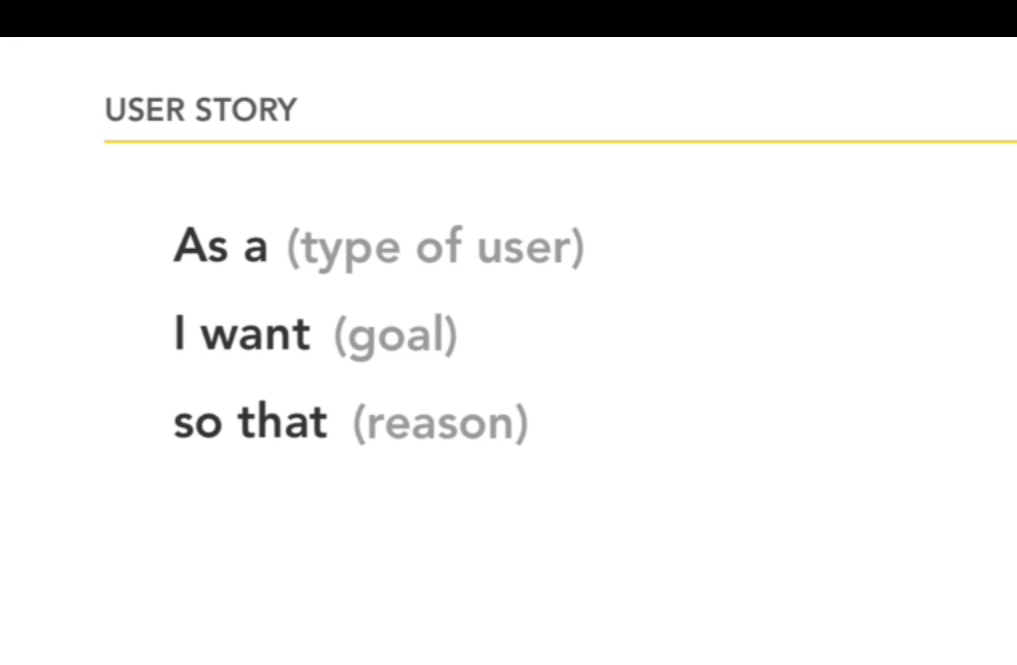 USER STORY
As a (type of user)
I want (goal)
so that (reason)